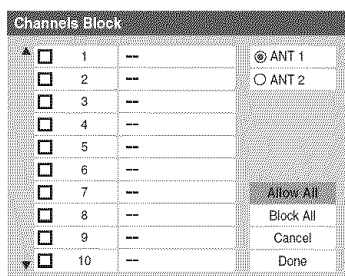 Channels Block
1 -- ANT 1
2 -- ANT 2
3 --
4 --
5 --
6 --
7 -- Allow All
8 -- Block All
9 -- Cancel
10 -- Done